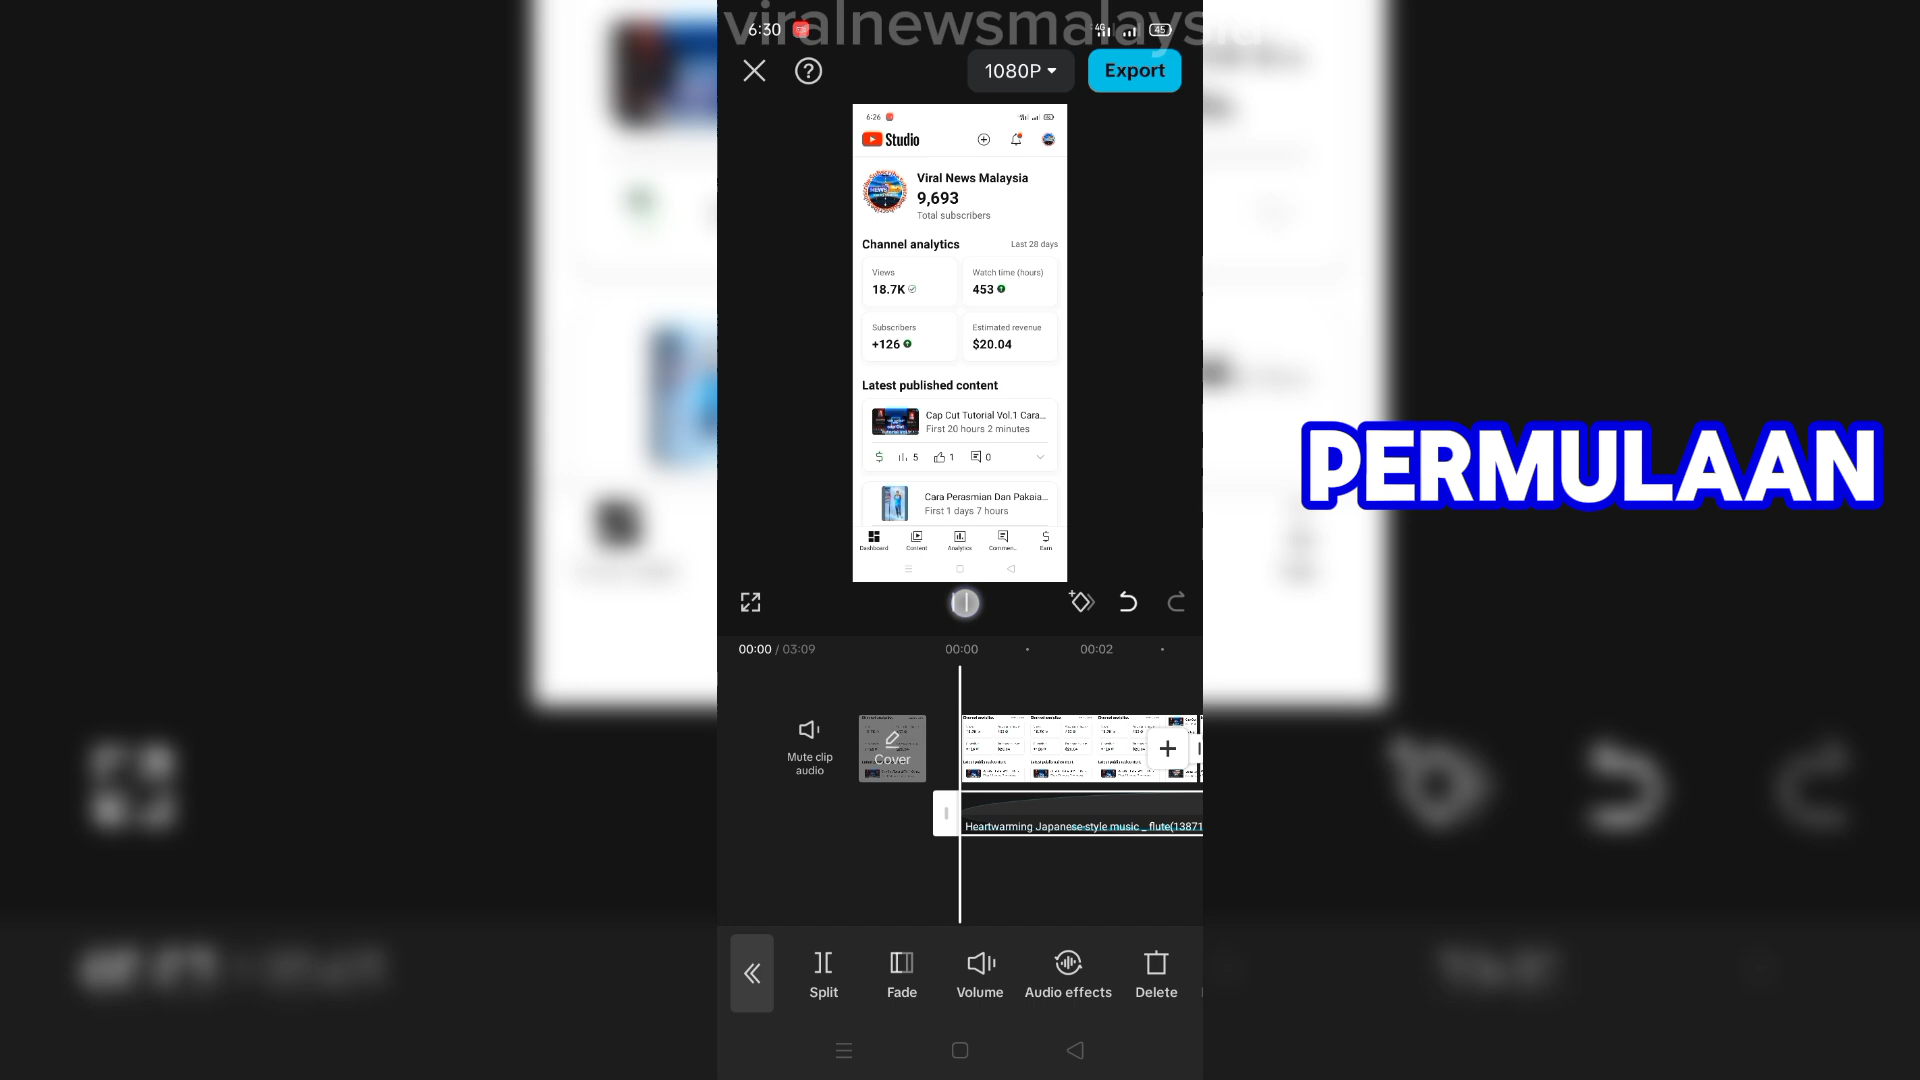 viralnewsmalaysia
6:30
4G
45
1080P
Export
6:26
Studio
Viral News Malaysia
9,693
Total subscribers
Channel analytics
Last 28 days
Views
18.7K
Watch time (hours)
453
Subscribers
+126
Estimated revenue
$20.04
Latest published content
Cap Cut Tutorial Vol.1 Cara...
First 20 hours 2 minutes
5
1
0
Cara Perasmian Dan Pakaia...
First 1 days 7 hours
Dashboard
Content
Analytics
Commen...
Earn
PERMULAAN
00:00 / 03:09
00:00
00:02
Mute clip
audio
Cover
Heartwarming Japanese-style music _ flute(13871
Split
Fade
Volume
Audio effects
Delete